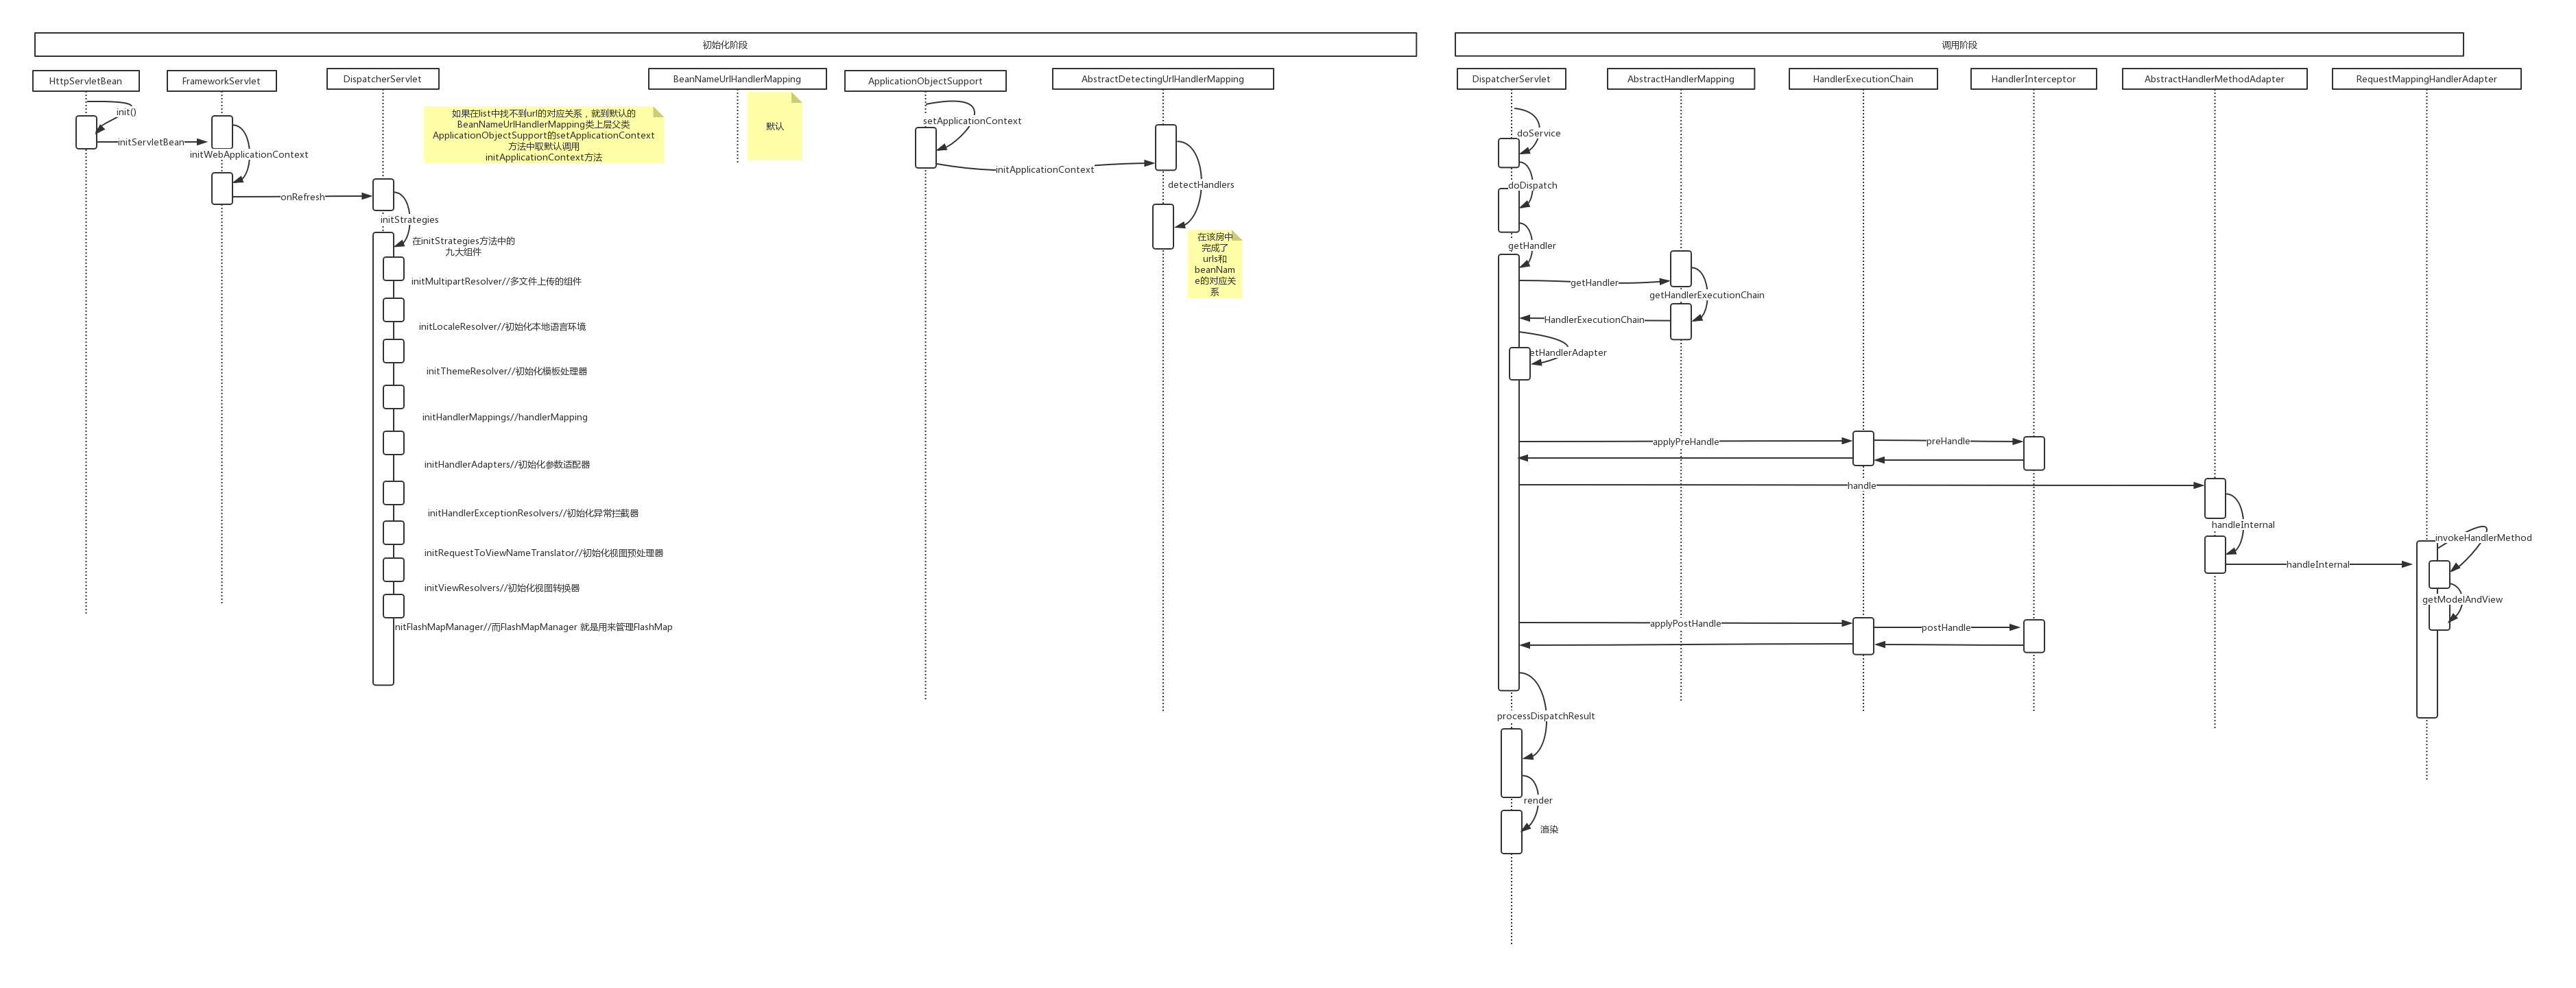 初始化阶段
HttpServletBean
FrameworkServlet
DispatcherServlet
BeanNameUrlHandlerMapping
ApplicationObjectSupport
AbstractDetectingUrlHandlerMapping
init()
initServletBean
initWebApplicationContext
onRefresh
initStrategies
如果在list中找不到url的对应关系，就到默认的
BeanNameUrlHandlerMapping类上层父类
ApplicationObjectSupport的setApplicationContext
方法中取默认调用
initApplicationContext方法
默认
setApplicationContext
initApplicationContext
detectHandlers
在该房中
完成了
urls和
beanNam
e的对应关
系
在initStrategies方法中的
九大组件
initMultipartResolver//多文件上传的组件
initLocaleResolver//初始化本地语言环境
initThemeResolver//初始化模板处理器
initHandlerMappings//handlerMapping
initHandlerAdapters//初始化参数适配器
initHandlerExceptionResolvers//初始化异常拦截器
initRequestToViewNameTranslator//初始化视图预处理器
initViewResolvers//初始化视图转换器
nitFlashMapManager//而FlashMapManager 就是用来管理FlashMap
调用阶段
DispatcherServlet
AbstractHandlerMapping
HandlerExecutionChain
HandlerInterceptor
AbstractHandlerMethodAdapter
RequestMappingHandlerAdapter
doService
doDispatch
getHandler
getHandler
getHandlerExecutionChain
HandlerExecutionChain
etHandlerAdapter
applyPreHandle
preHandle
handle
handleInternal
handleInternal
invokeHandlerMethod
getModelAndView
applyPostHandle
postHandle
processDispatchResult
render
渲染